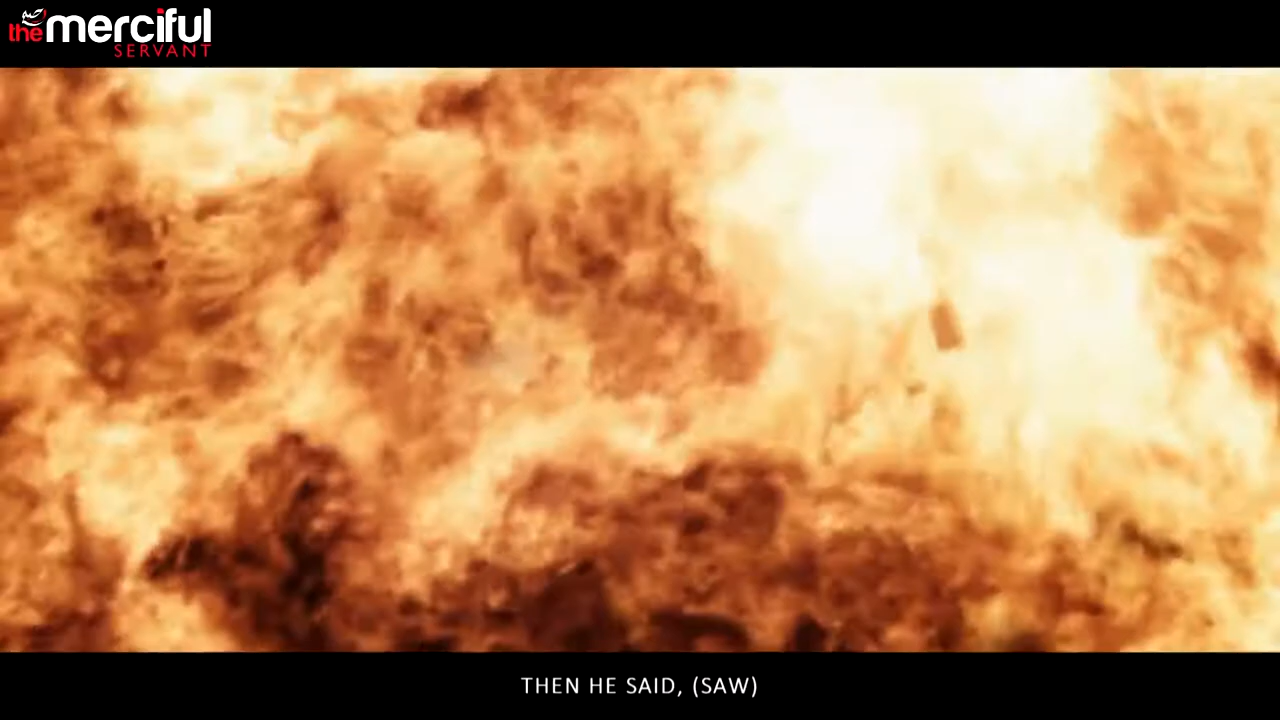 the merciful
SERVANT
THEN HE SAID, (SAW)